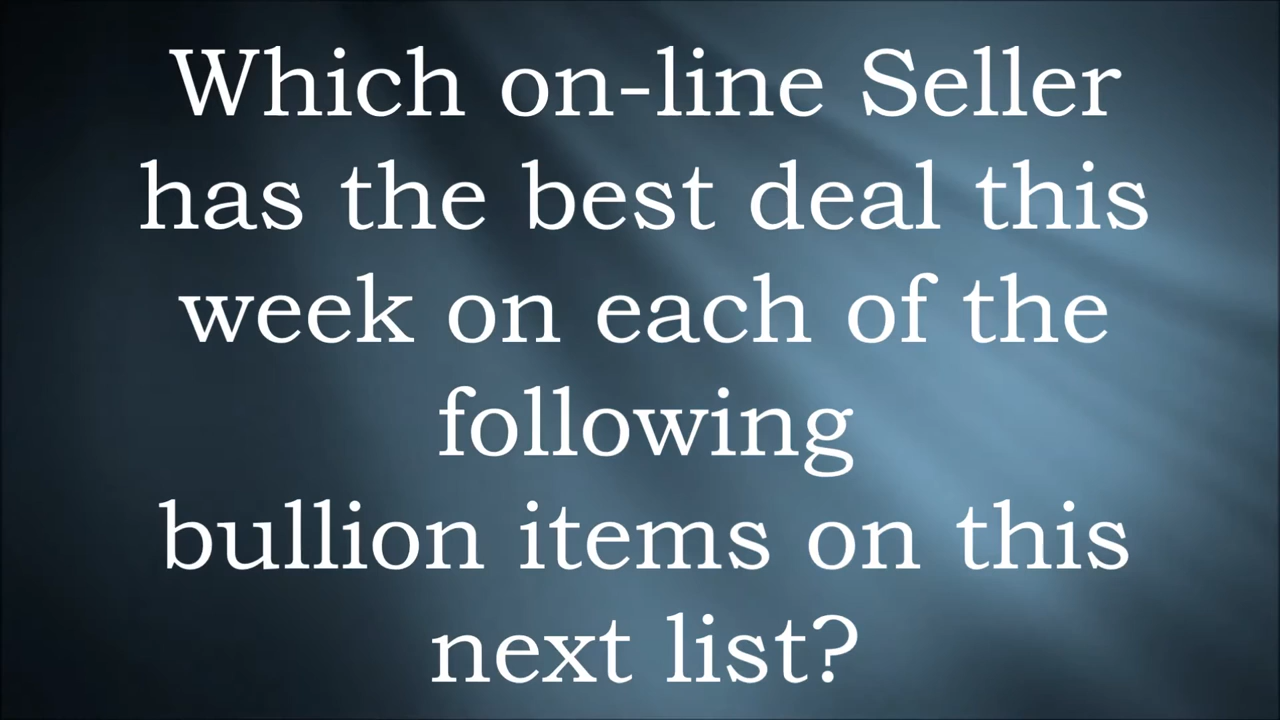 Which on-line Seller
has the best deal this
week on each of the
following
bullion items on this
next list?